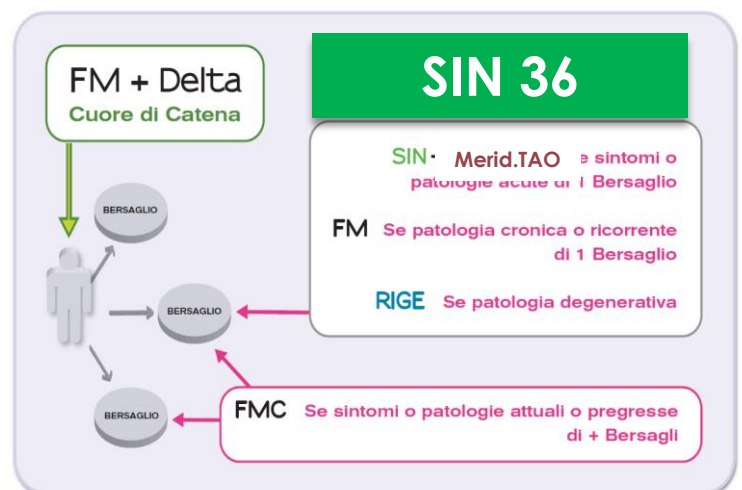 FM + Delta
Cuore di Catena
SIN 36
SIN Merid.TAO e sintomi o
patologie acute di 1 Bersaglio
FM Se patologia cronica o ricorrente
di 1 Bersaglio
RIGE Se patologia degenerativa
BERSAGLIO
BERSAGLIO
BERSAGLIO
FMC Se sintomi o patologie attuali o pregresse
di + Bersagli